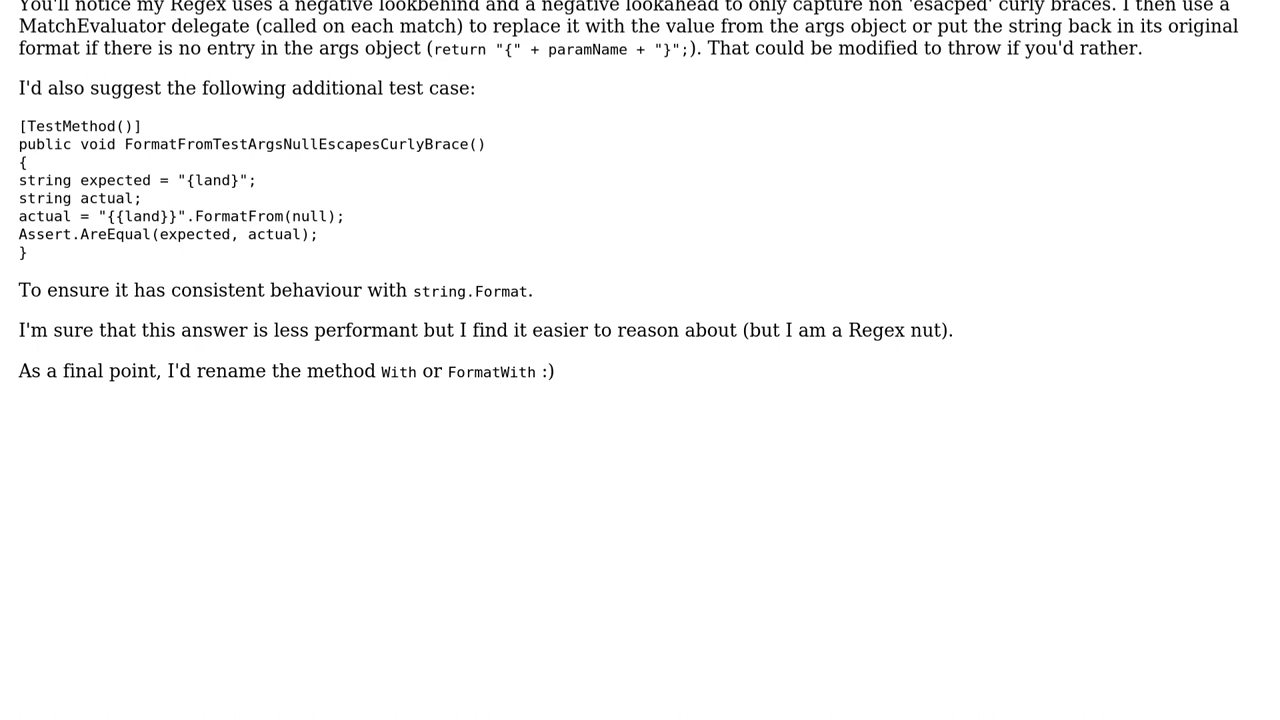 You'll notice my Regex uses a negative lookbehind and a negative lookahead to only capture non 'esacped' curly braces. I then use a
MatchEvaluator delegate (called on each match) to replace it with the value from the args object or put the string back in its original
format if there is no entry in the args object (return "{" + paramName + "}";). That could be modified to throw if you'd rather.
I'd also suggest the following additional test case:
[TestMethod()]
public void FormatFromTestArgsNullEscapesCurlyBrace()
{
string expected = "{land}";
string actual;
actual = "{{land}}".FormatFrom(null);
Assert.AreEqual(expected, actual);
}
To ensure it has consistent behaviour with string.Format.
I'm sure that this answer is less performant but I find it easier to reason about (but I am a Regex nut).
As a final point, I'd rename the method With or FormatWith :)